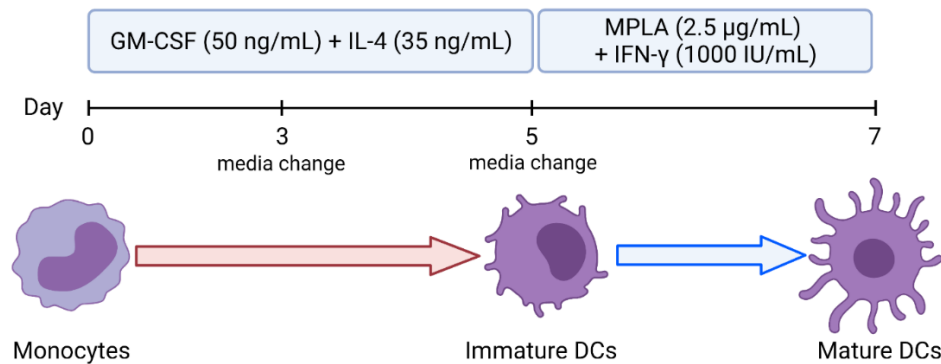 GM-CSF (50 ng/mL) + IL-4 (35 ng/mL)
MPLA (2.5 µg/mL)
+ IFN-γ (1000 IU/mL)
Day
0 3 5 7
media change media change
Monocytes Immature DCs Mature DCs